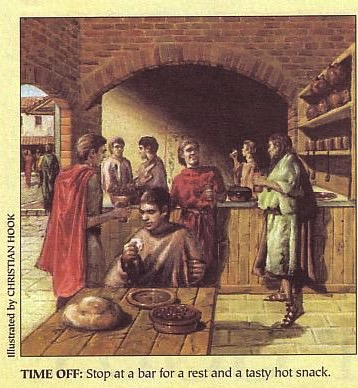 Illustrated by CHRISTIAN HOOK
TIME OFF: Stop at a bar for a rest and a tasty hot snack.